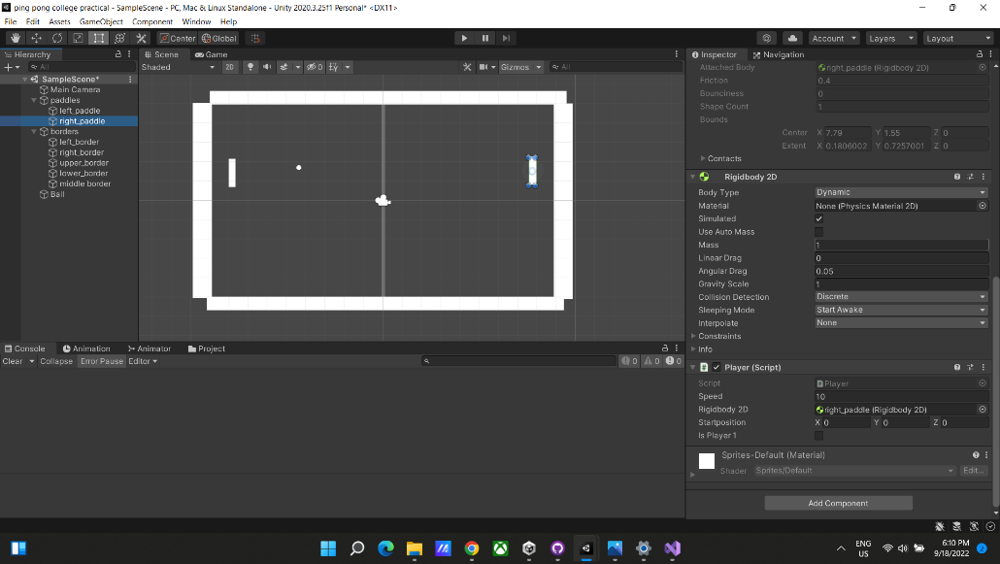 ping pong college practical - SampleScene - PC, Mac & Linux Standalone - Unity 2020.3.25f1 Personal* <DX11>
File Edit Assets GameObject Component Window Help
Center Global Account Layers Layout
Hierarchy
All
SampleScene*
Main Camera
paddles
left_paddle
right_paddle
borders
left_border
right_border
upper_border
lower_border
middle border
Ball
Scene Game
Shaded 2D 0 Gizmos All
Console Animation Animator Project
Clear Collapse Error Pause Editor 0 0 0
Inspector Navigation
Attached Body right_paddle (Rigidbody 2D)
Friction 0.4
Bounciness 0
Shape Count 1
Bounds
Center X 7.79 Y 1.55 Z 0
Extent X 0.1806002 Y 0.7257001 Z 0
Contacts
Rigidbody 2D
Body Type Dynamic
Material None (Physics Material 2D)
Simulated
Use Auto Mass
Mass 1
Linear Drag 0
Angular Drag 0.05
Gravity Scale 1
Collision Detection Discrete
Sleeping Mode Start Awake
Interpolate None
Constraints
Info
Player (Script)
Script Player
Speed 10
Rigidbody 2D right_paddle (Rigidbody 2D)
Startposition X 0 Y 0 Z 0
Is Player 1
Sprites-Default (Material)
Shader Sprites/Default Edit...
Add Component
ENG
US
6:10 PM
9/18/2022
2